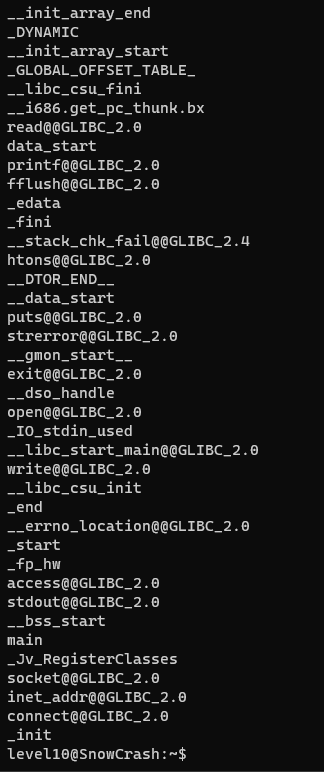 __init_array_end
_DYNAMIC
__init_array_start
_GLOBAL_OFFSET_TABLE_
__libc_csu_fini
__i686.get_pc_thunk.bx
read@@GLIBC_2.0
data_start
printf@@GLIBC_2.0
fflush@@GLIBC_2.0
_edata
_fini
__stack_chk_fail@@GLIBC_2.4
htons@@GLIBC_2.0
__DTOR_END__
__data_start
puts@@GLIBC_2.0
strerror@@GLIBC_2.0
__gmon_start__
exit@@GLIBC_2.0
__dso_handle
open@@GLIBC_2.0
_IO_stdin_used
__libc_start_main@@GLIBC_2.0
write@@GLIBC_2.0
__libc_csu_init
_end
__errno_location@@GLIBC_2.0
_start
_fp_hw
access@@GLIBC_2.0
stdout@@GLIBC_2.0
__bss_start
main
_Jv_RegisterClasses
socket@@GLIBC_2.0
inet_addr@@GLIBC_2.0
connect@@GLIBC_2.0
_init
level10@SnowCrash:~$